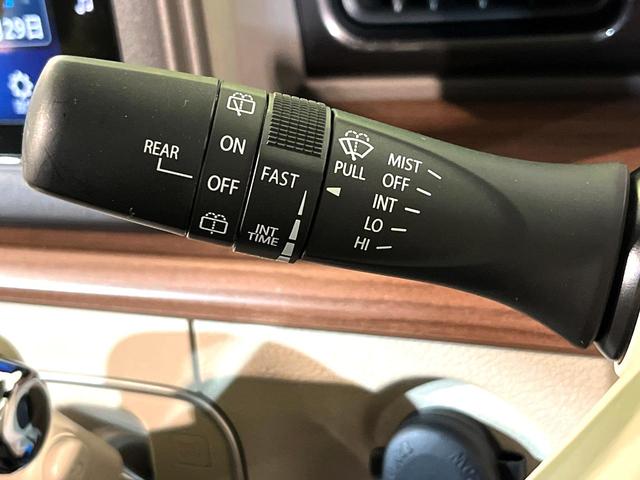 29日
REAR
ON
OFF
FAST
INT
TIME
PULL
MIST
OFF
INT
LO
HI